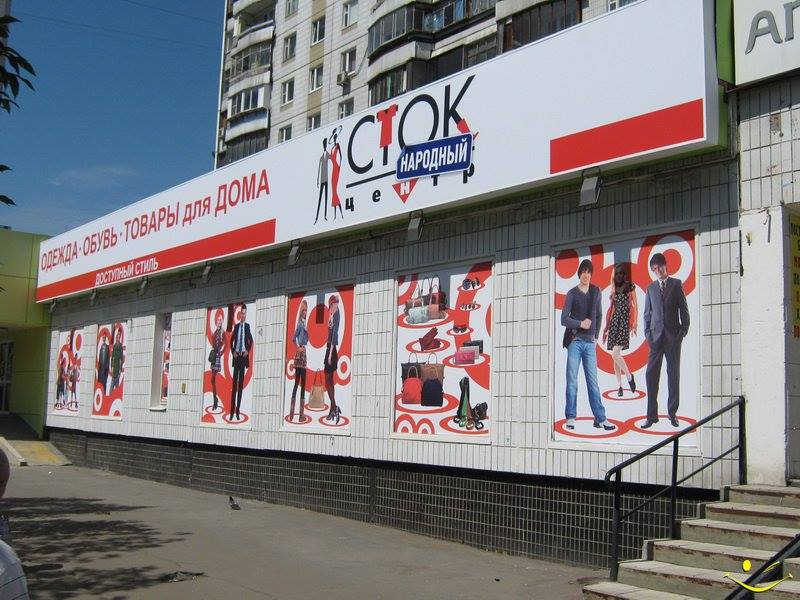 ОДЕЖДА·ОБУВЬ·ТОВАРЫ для ДОМА
ДОСТУПНЫЙ СТИЛЬ
СТОК
НАРОДНЫЙ
центр